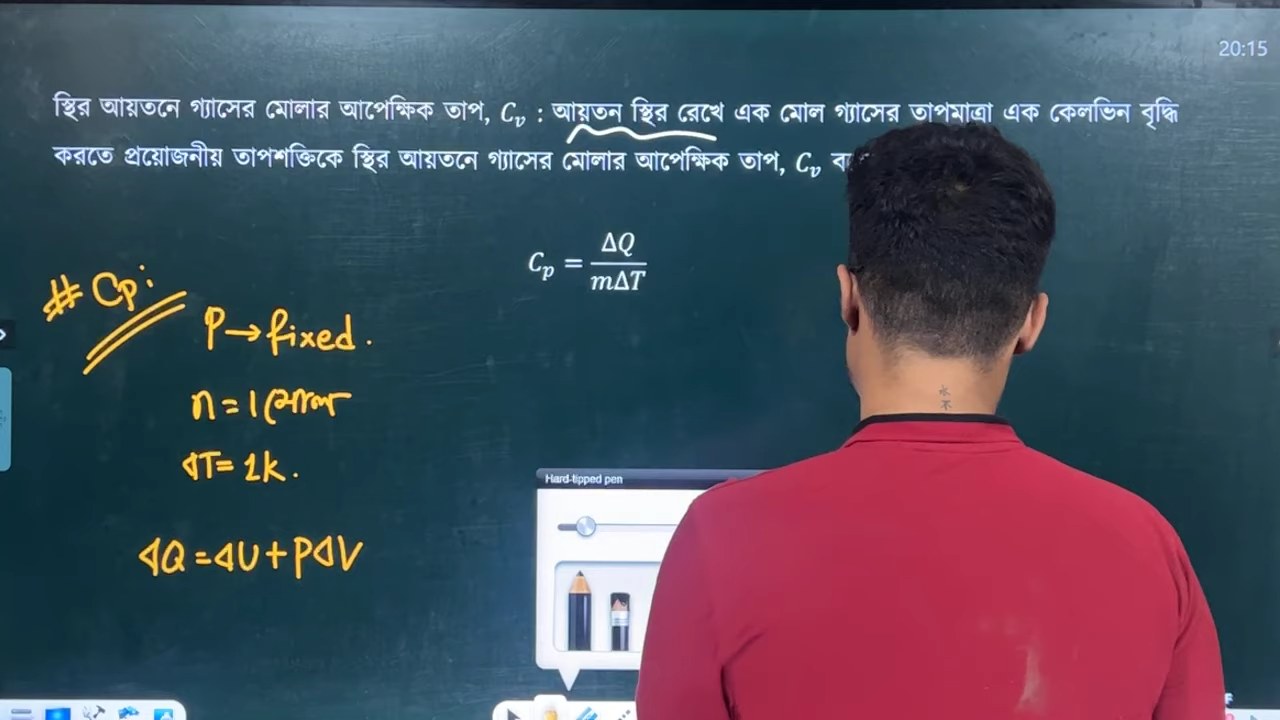 20:15
স্থির আয়তনে গ্যাসের মোলার আপেক্ষিক তাপ, Cᵥ : আয়তন স্থির রেখে এক মোল গ্যাসের তাপমাত্রা এক কেলভিন বৃদ্ধি
করতে প্রয়োজনীয় তাপশক্তিকে স্থির আয়তনে গ্যাসের মোলার আপেক্ষিক তাপ, Cᵥ
Cₚ = ΔQ / mΔT
# Cp:
P → fixed.
n = 1 মোল
ΔT = 1K.
ΔQ = ΔU + PΔV
Hard-tipped pen